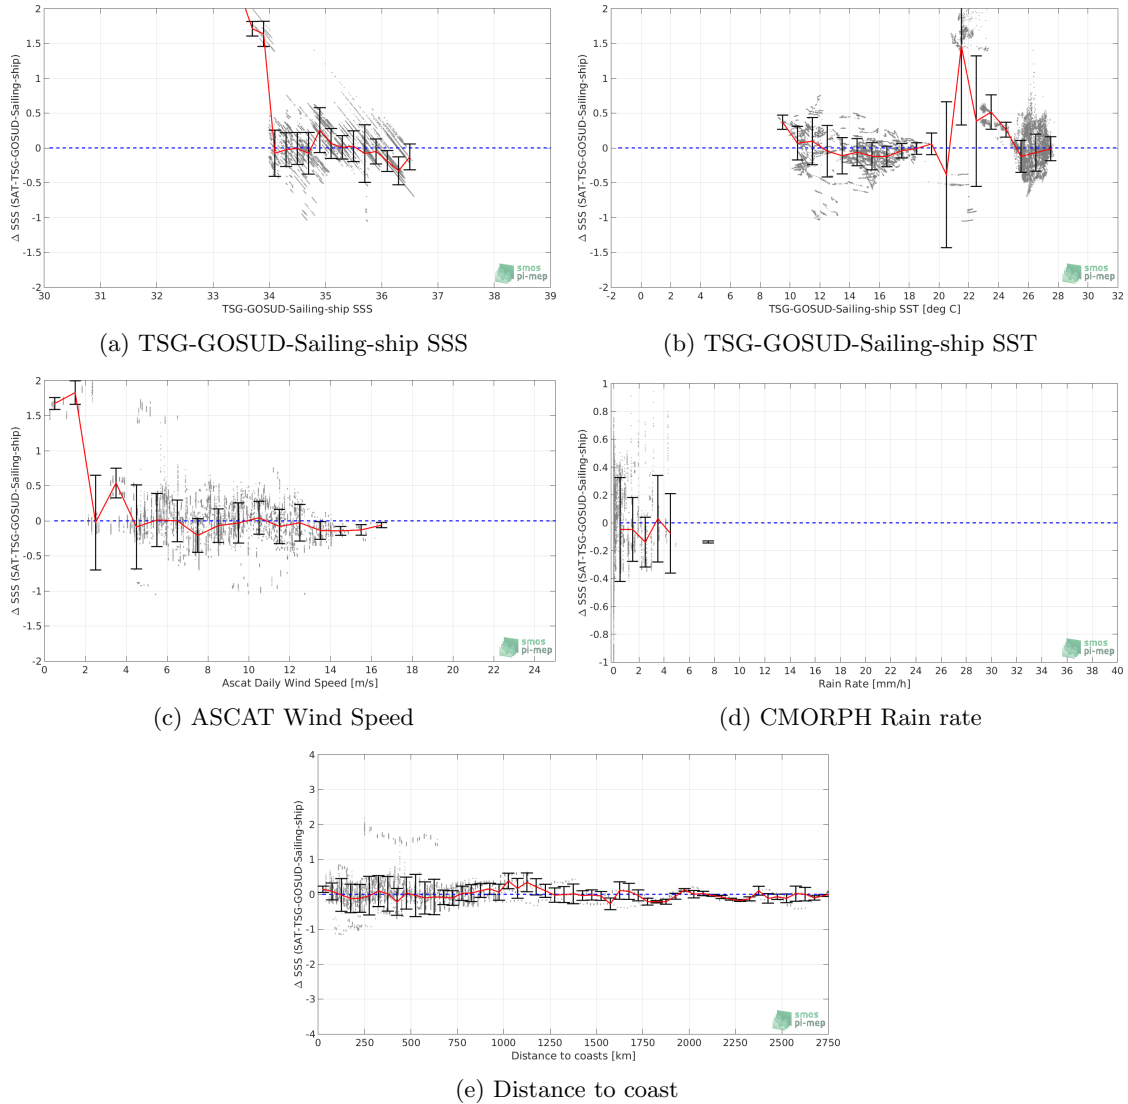 2
1.5
1
0.5
0
-0.5
-1
-1.5
-2
Δ SSS (SAT-TSG-GOSUD-Sailing-ship)
30 31 32 33 34 35 36 37 38 39
TSG-GOSUD-Sailing-ship SSS
smos
pi-mep
(a) TSG-GOSUD-Sailing-ship SSS
2
1.5
1
0.5
0
-0.5
-1
-1.5
-2
Δ SSS (SAT-TSG-GOSUD-Sailing-ship)
-2 0 2 4 6 8 10 12 14 16 18 20 22 24 26 28 30 32
TSG-GOSUD-Sailing-ship SST [deg C]
smos
pi-mep
(b) TSG-GOSUD-Sailing-ship SST
2
1.5
1
0.5
0
-0.5
-1
-1.5
-2
Δ SSS (SAT-TSG-GOSUD-Sailing-ship)
0 2 4 6 8 10 12 14 16 18 20 22 24
Ascat Daily Wind Speed [m/s]
smos
pi-mep
(c) ASCAT Wind Speed
1
0.8
0.6
0.4
0.2
0
-0.2
-0.4
-0.6
-0.8
-1
Δ SSS (SAT-TSG-GOSUD-Sailing-ship)
0 2 4 6 8 10 12 14 16 18 20 22 24 26 28 30 32 34 36 38 40
Rain Rate [mm/h]
smos
pi-mep
(d) CMORPH Rain rate
4
3
2
1
0
-1
-2
-3
-4
Δ SSS (SAT-TSG-GOSUD-Sailing-ship)
0 250 500 750 1000 1250 1500 1750 2000 2250 2500 2750
Distance to coasts [km]
smos
pi-mep
(e) Distance to coast